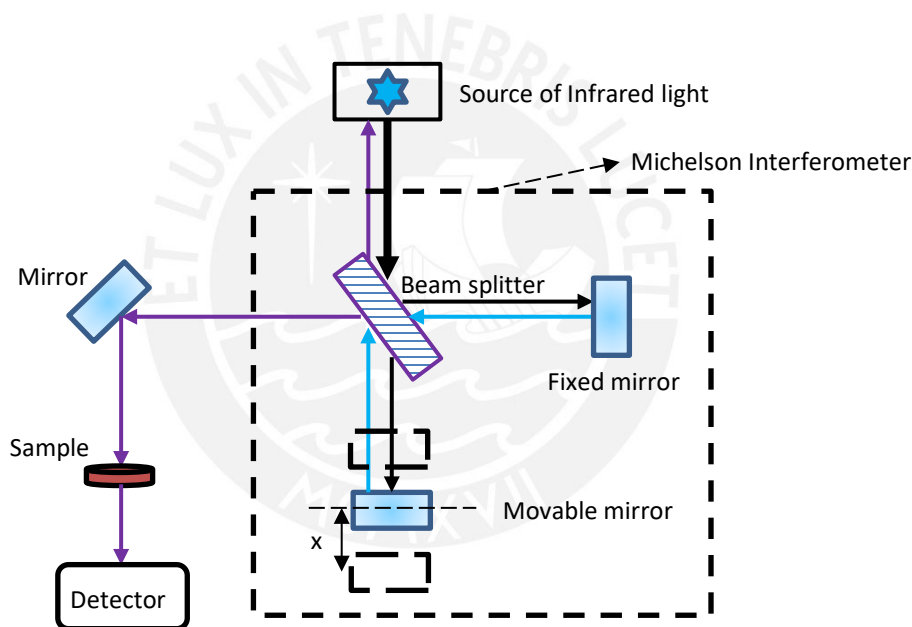 ET LUX IN TENEBRIS LUCET
Source of Infrared light
Michelson Interferometer
Mirror
Beam splitter
Fixed mirror
Sample
Movable mirror
x
Detector
MCMXVII